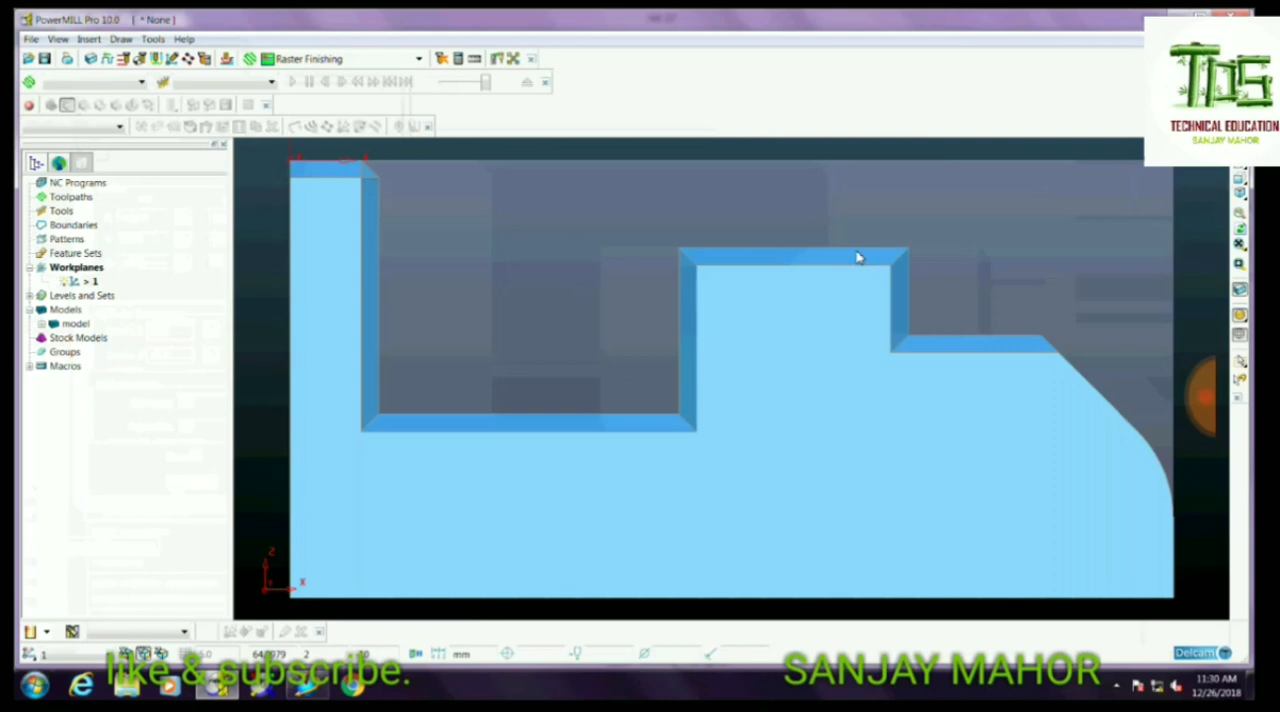 PowerMILL Pro 10.0 [ * None ]
File View Insert Draw Tools Help
Raster Finishing
TDS
TECHNICAL EDUCATION
SANJAY MAHOR
NC Programs
Toolpaths
Tools
Boundaries
Patterns
Feature Sets
Workplanes
> 1
Levels and Sets
Models
model
Stock Models
Groups
Macros
Z
X
1
mm
Delcam
like & subscribe.
SANJAY MAHOR
11:30 AM
12/26/2018